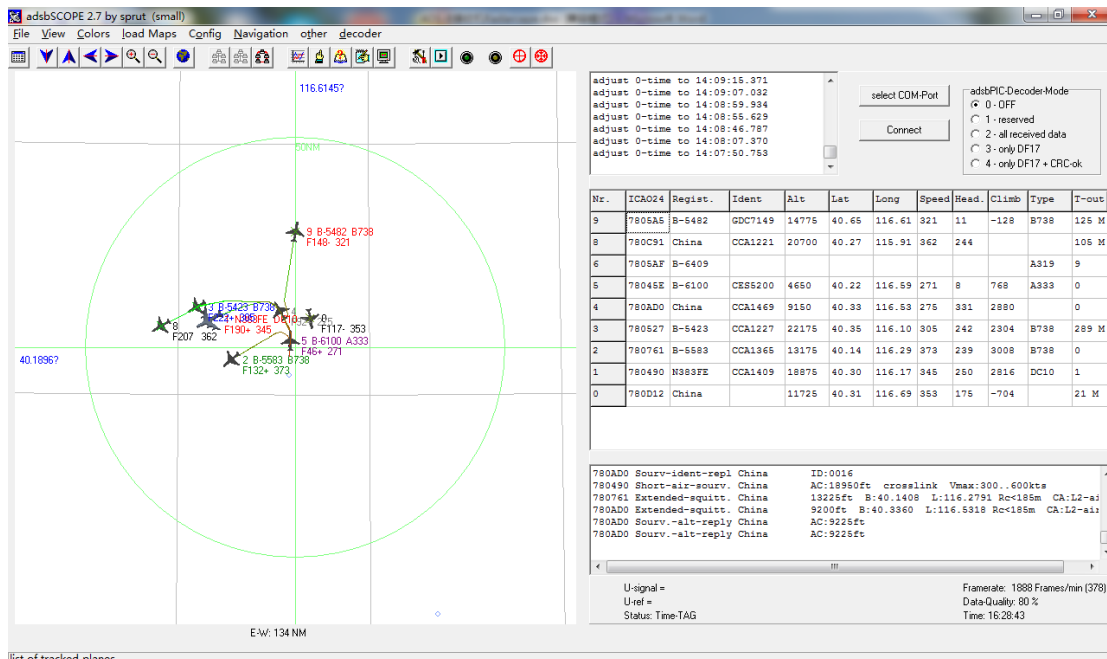 adsbSCOPE 2.7 by sprut (small)
File View Colors load Maps Config Navigation other decoder
116.6145?
50NM
9 B-5482 B738
F148- 321
3 B-5423 B738
F190+ 345
8
F207 362
F117- 353
5 B-6100 A333
F46+ 271
2 B-5583 B738
F132+ 373
40.1896?
E-W: 134 NM
adjust 0-time to 14:09:15.371
adjust 0-time to 14:09:07.032
adjust 0-time to 14:08:59.934
adjust 0-time to 14:08:55.629
adjust 0-time to 14:08:46.787
adjust 0-time to 14:08:07.370
adjust 0-time to 14:07:50.753
select COM-Port
Connect
adsbPIC-Decoder-Mode
0 - OFF
1 - reserved
2 - all received data
3 - only DF17
4 - only DF17 + CRC-ok
Nr. ICAO24 Regist. Ident Alt Lat Long Speed Head. Climb Type T-out
9 7805A5 B-5482 GDC7149 14775 40.65 116.61 321 11 -128 B738 125 M
8 780C91 China CCA1221 20700 40.27 115.91 362 244 105 M
6 7805AF B-6409 A319 9
5 78045E B-6100 CES5200 4650 40.22 116.59 271 8 768 A333 0
4 780AD0 China CCA1469 9150 40.33 116.53 275 331 2880
3 780527 B-5423 CCA1227 22175 40.35 116.10 305 242 2304 B738 289 M
2 780761 B-5583 CCA1365 13175 40.14 116.29 373 239 3008 B738 0
1 780490 N383FE CCA1409 18875 40.30 116.17 345 250 2816 DC10 1
0 780D12 China 11725 40.31 116.69 353 175 -704 21 M
780AD0 Sourv-ident-repl China ID:0016
780490 Short-air-sourv. China AC:18950ft crosslink Vmax:300..600kts
780761 Extended-squitt. China 13225ft B:40.1408 L:116.2791 Rc<185m CA:L2-ai
780AD0 Extended-squitt. China 9200ft B:40.3360 L:116.5318 Rc<185m CA:L2-air
780AD0 Sourv.-alt-reply China AC:9225ft
780AD0 Sourv.-alt-reply China AC:9225ft
U-signal =
U-ref =
Status: Time-TAG
Framerate: 1888 Frames/min (378)
Data-Quality: 80 %
Time: 16:28:43
list of tracked planes